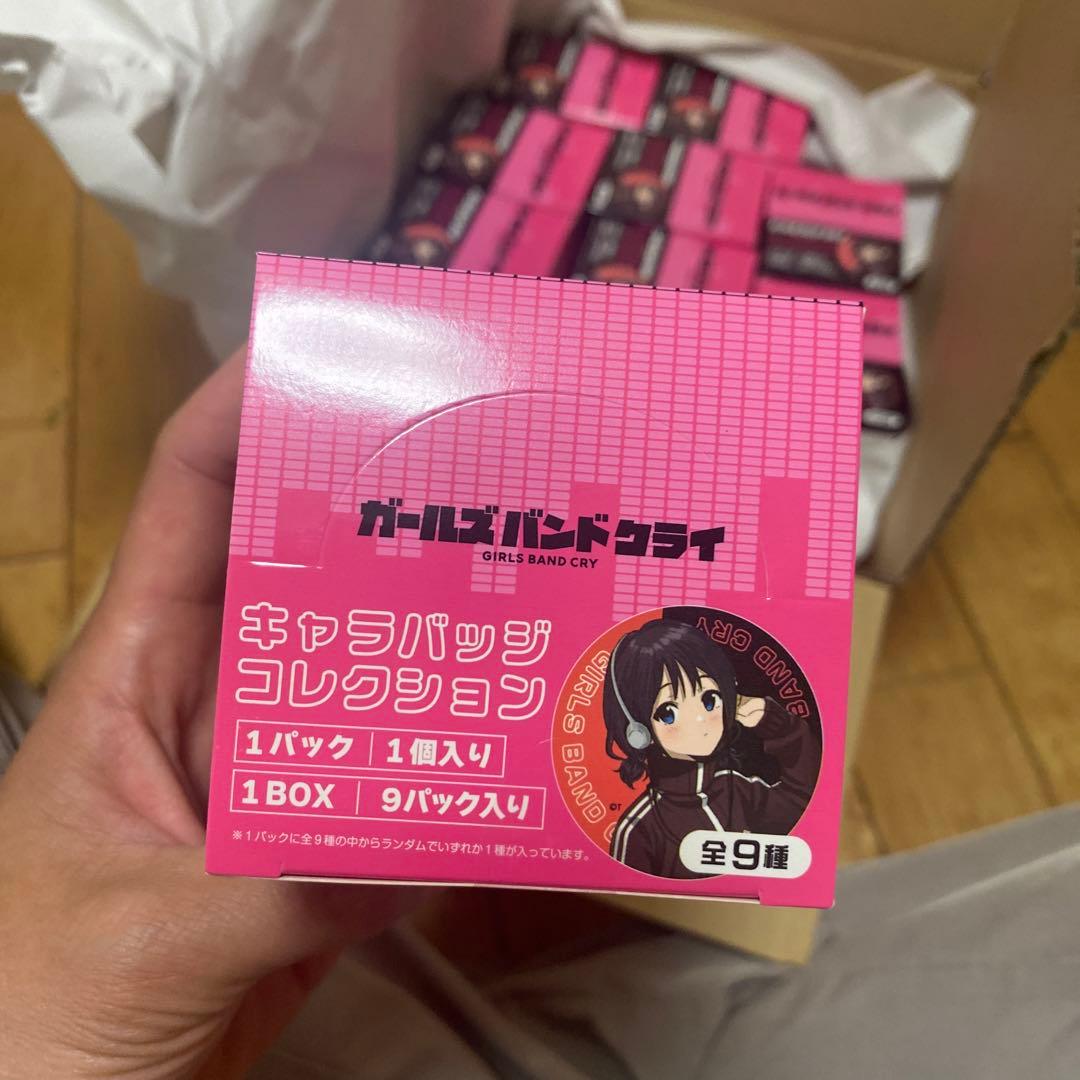 ガールズバンドクライ
GIRLS BAND CRY
キャラバッジ
コレクション
1パック 1個入り
1BOX 9パック入り
※1パックに全9種の中からランダムでいずれか1種が入っています。
GIRLS BAND C
BAND CRY
©T
全9種